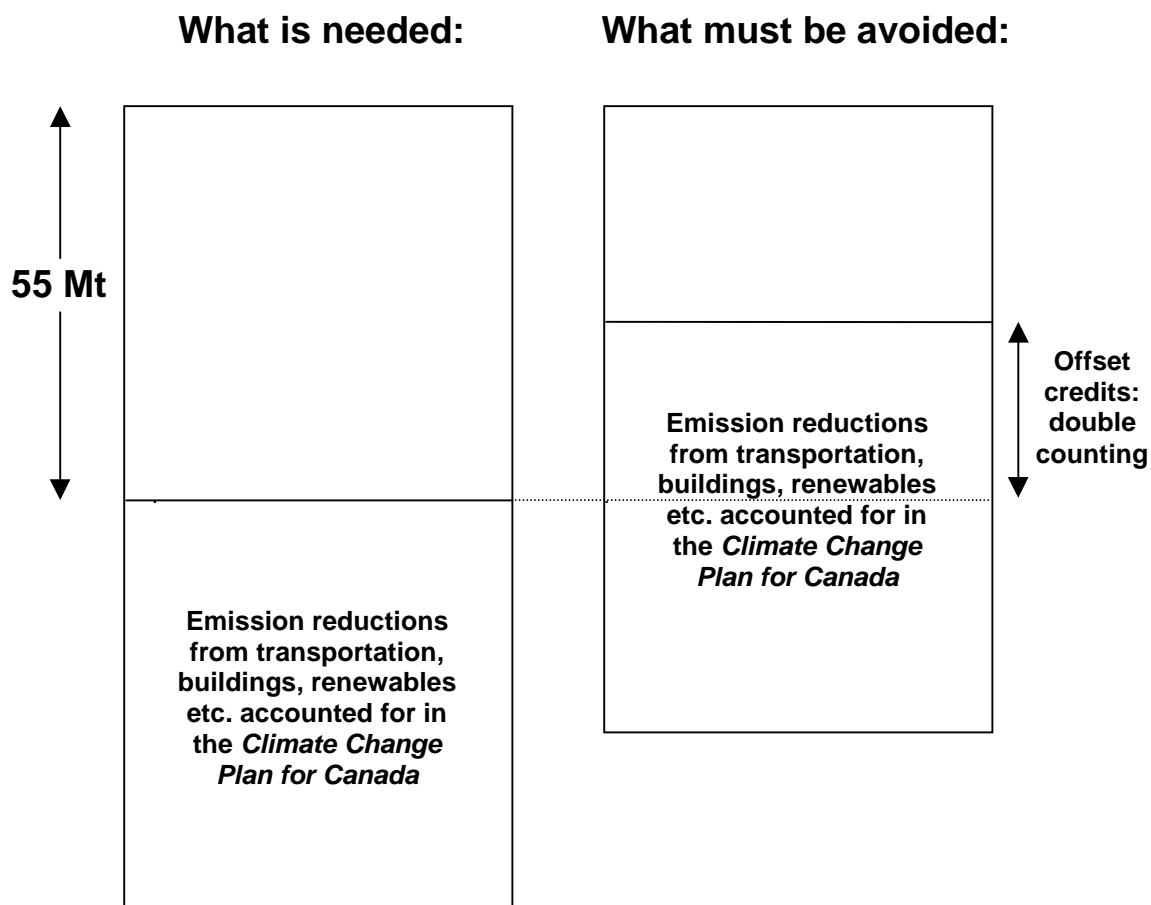 What is needed:
What must be avoided:
55 Mt
Emission reductions
from transportation,
buildings, renewables
etc. accounted for in
the Climate Change
Plan for Canada
Emission reductions
from transportation,
buildings, renewables
etc. accounted for in
the Climate Change
Plan for Canada
Offset
credits:
double
counting